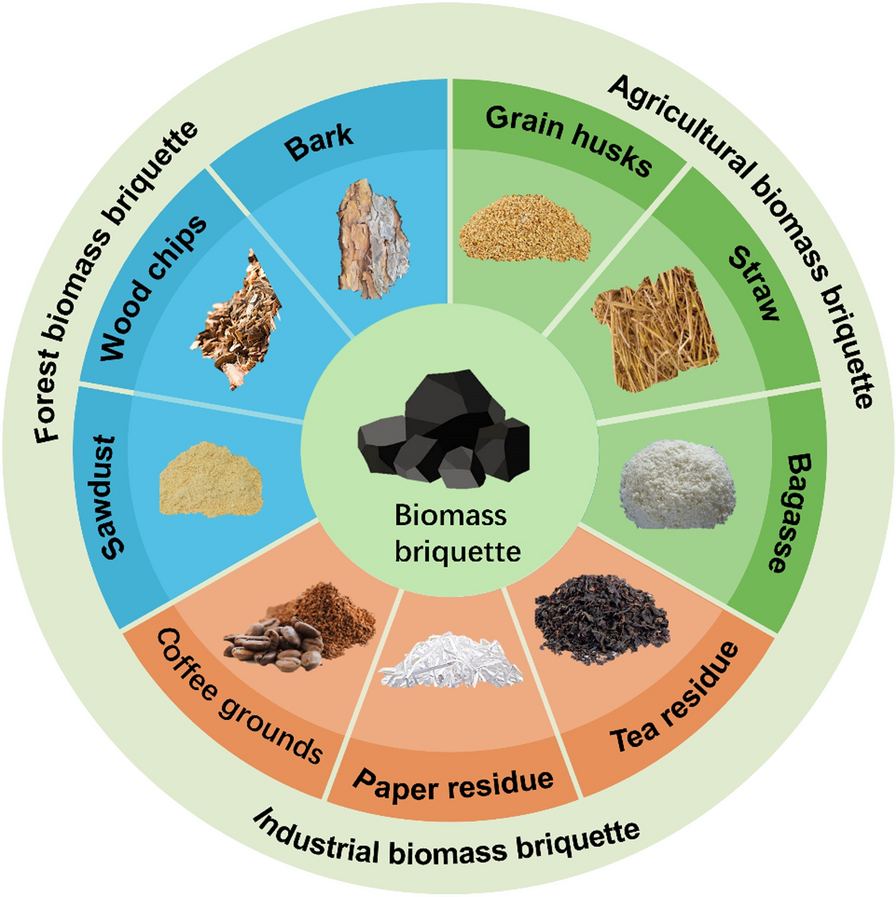 Forest biomass briquette
Agricultural biomass briquette
Bark
Grain husks
Wood chips
Straw
Sawdust
Bagasse
Biomass
briquette
Coffee grounds
Paper residue
Tea residue
Industrial biomass briquette